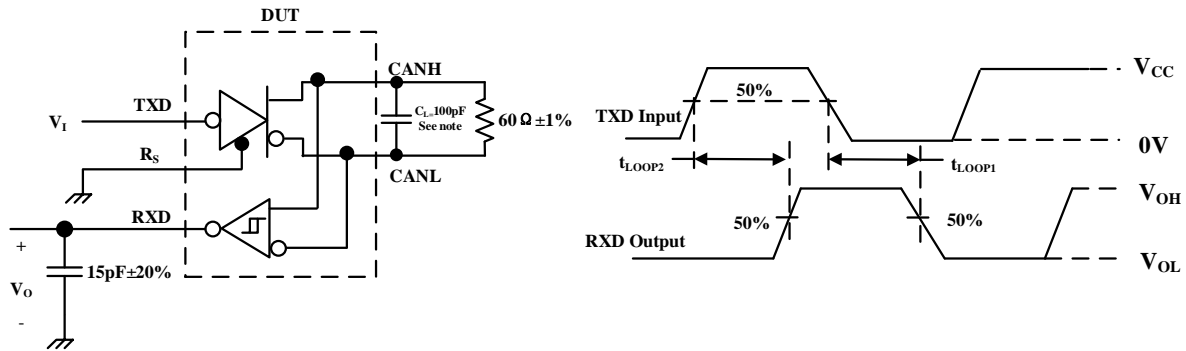 DUT
CANH
TXD
V_I
C_L=100pF
See note
60Ω±1%
R_S
CANL
RXD
+
15pF±20%
V_O
-
V_CC
50%
TXD Input
0V
t_LOOP2
t_LOOP1
V_OH
50%
50%
RXD Output
V_OL